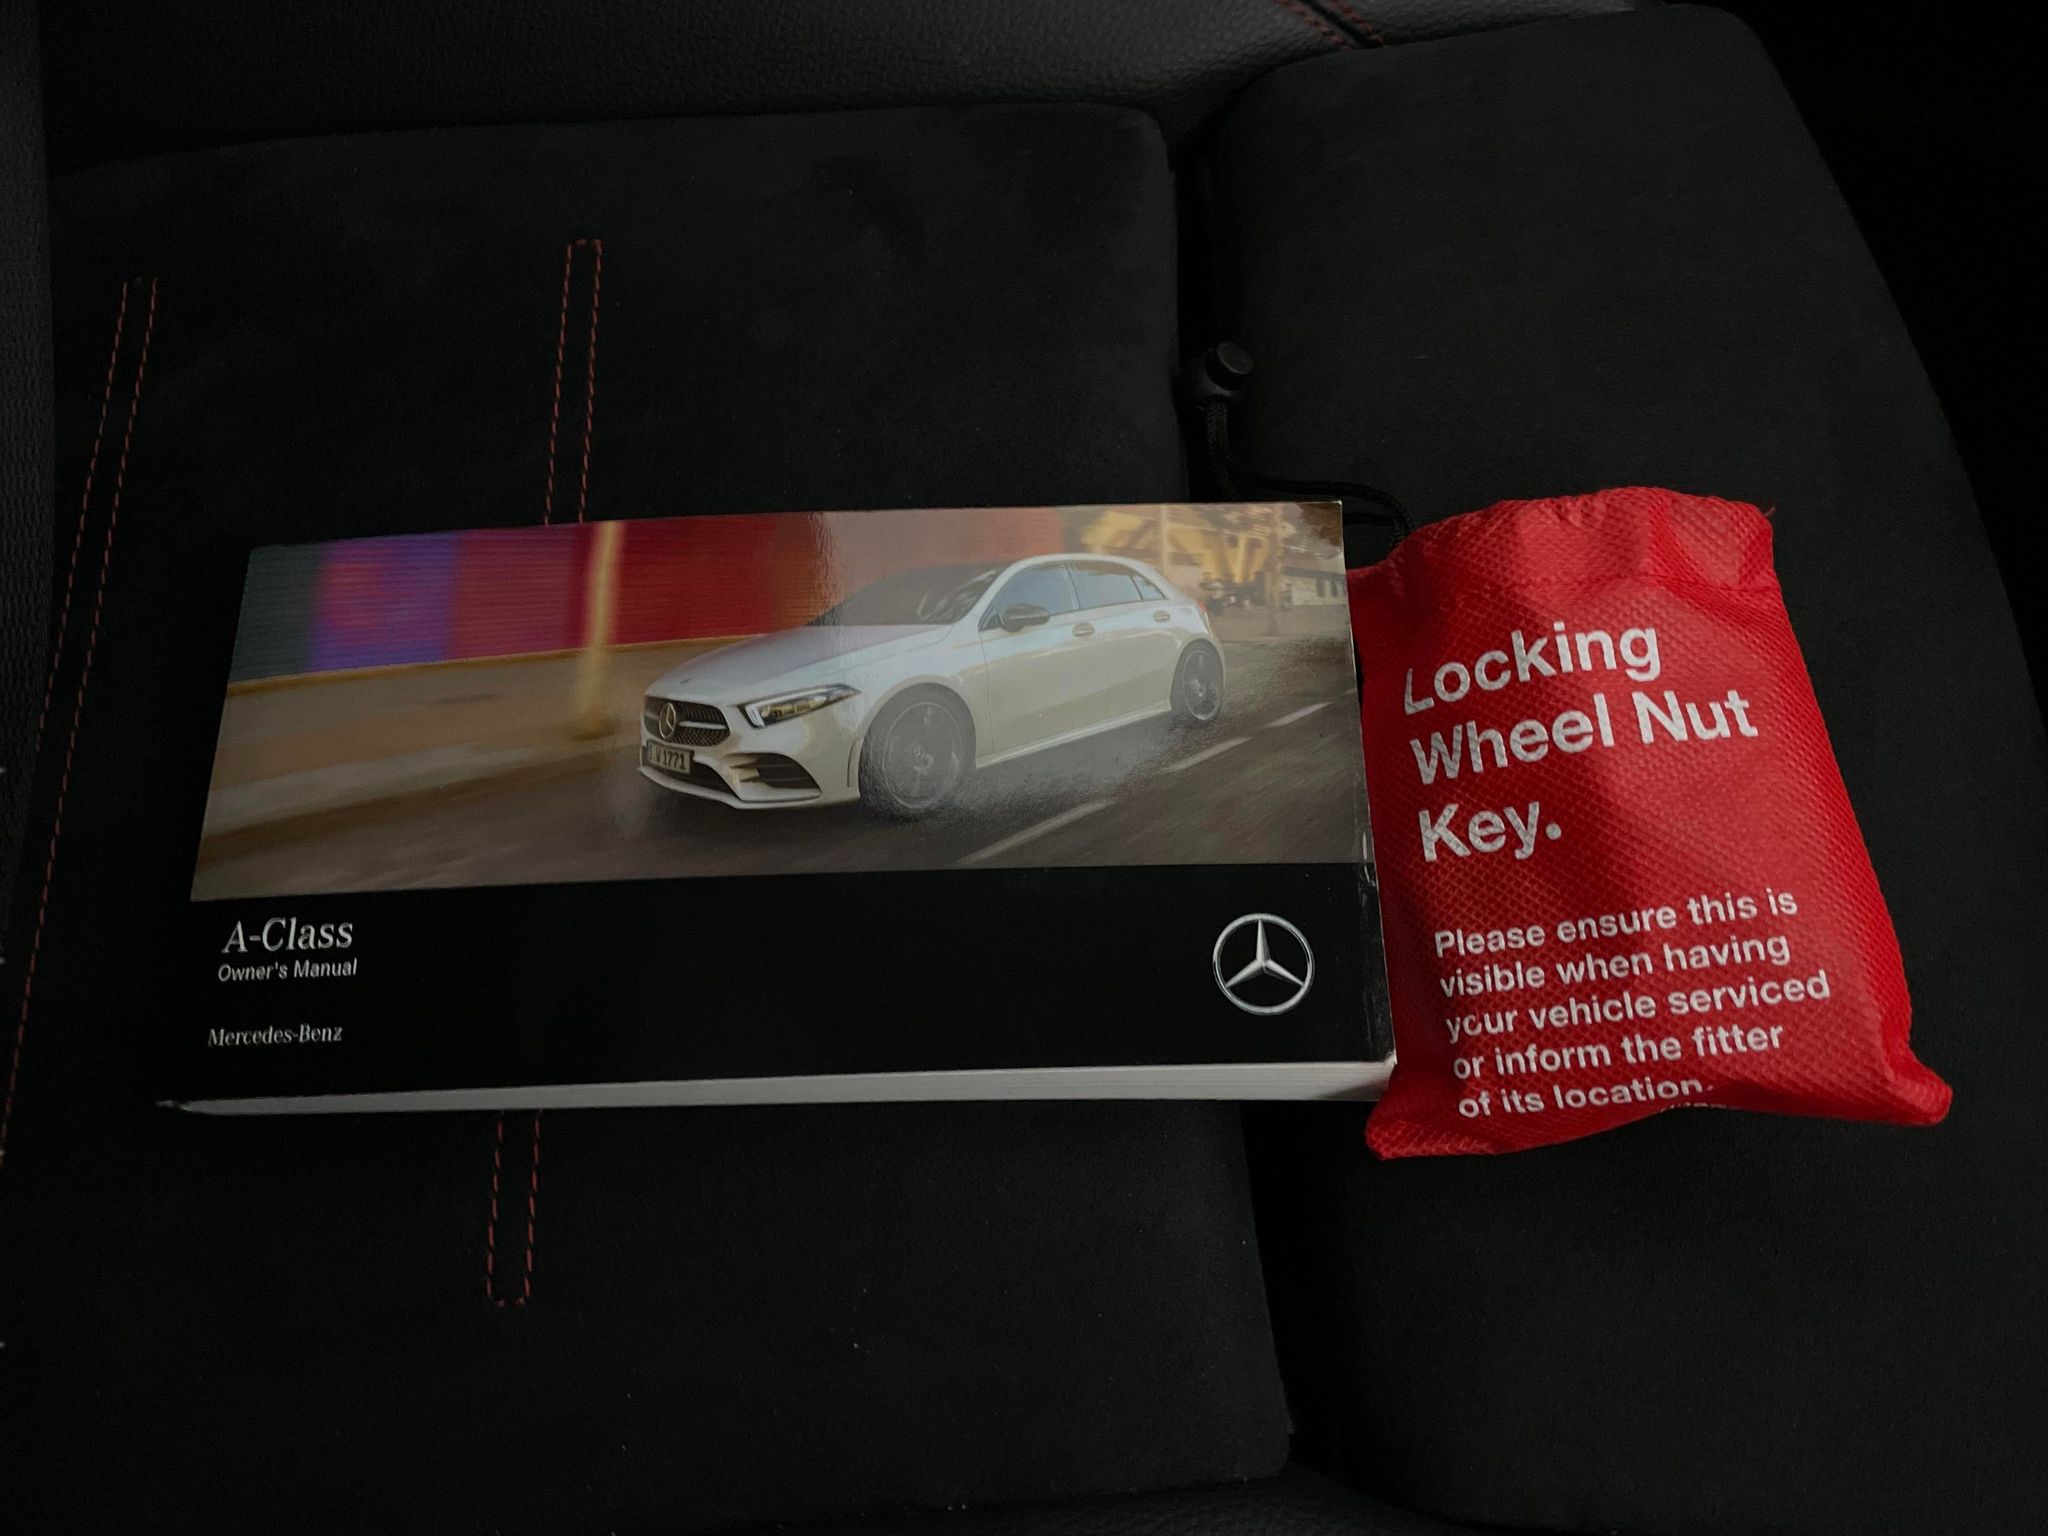 A-Class
Owner's Manual
Mercedes-Benz
Locking
Wheel Nut
Key.
Please ensure this is
visible when having
your vehicle serviced
or inform the fitter
of its location.